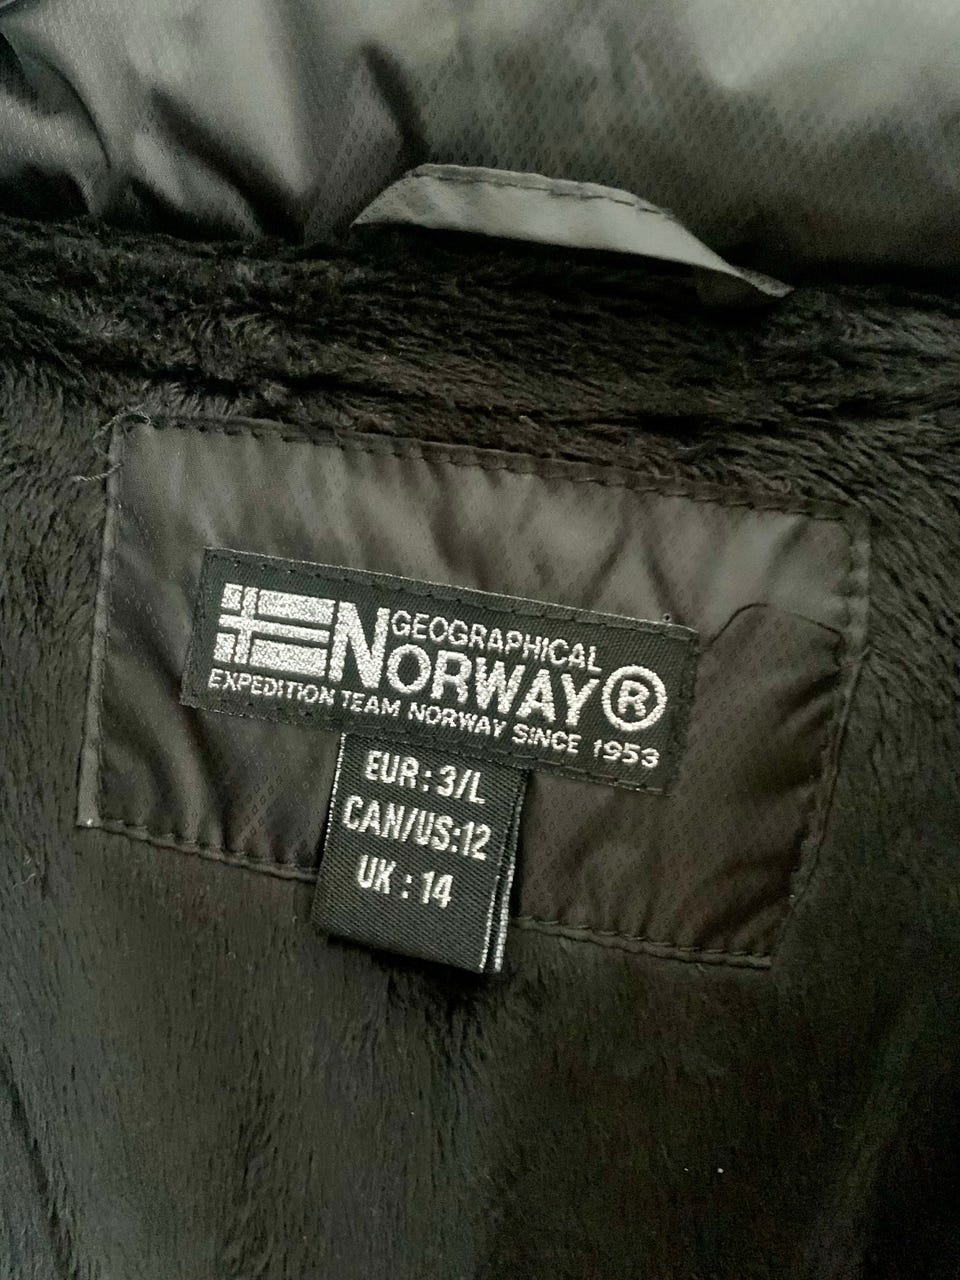 GEOGRAPHICAL
NORWAY®
EXPEDITION TEAM NORWAY SINCE 1953
EUR: 3/L
CAN/US:12
UK : 14